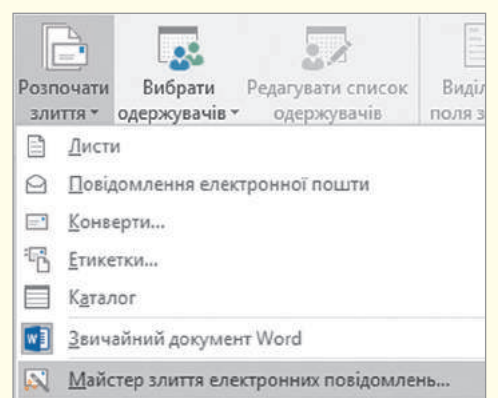 Розпочати злиття
Вибрати одержувачів
Редагувати список одержувачів
поля з
Листи
Повідомлення електронної пошти
Конверти...
Етикетки...
Каталог
Звичайний документ Word
Майстер злиття електронних повідомлень...